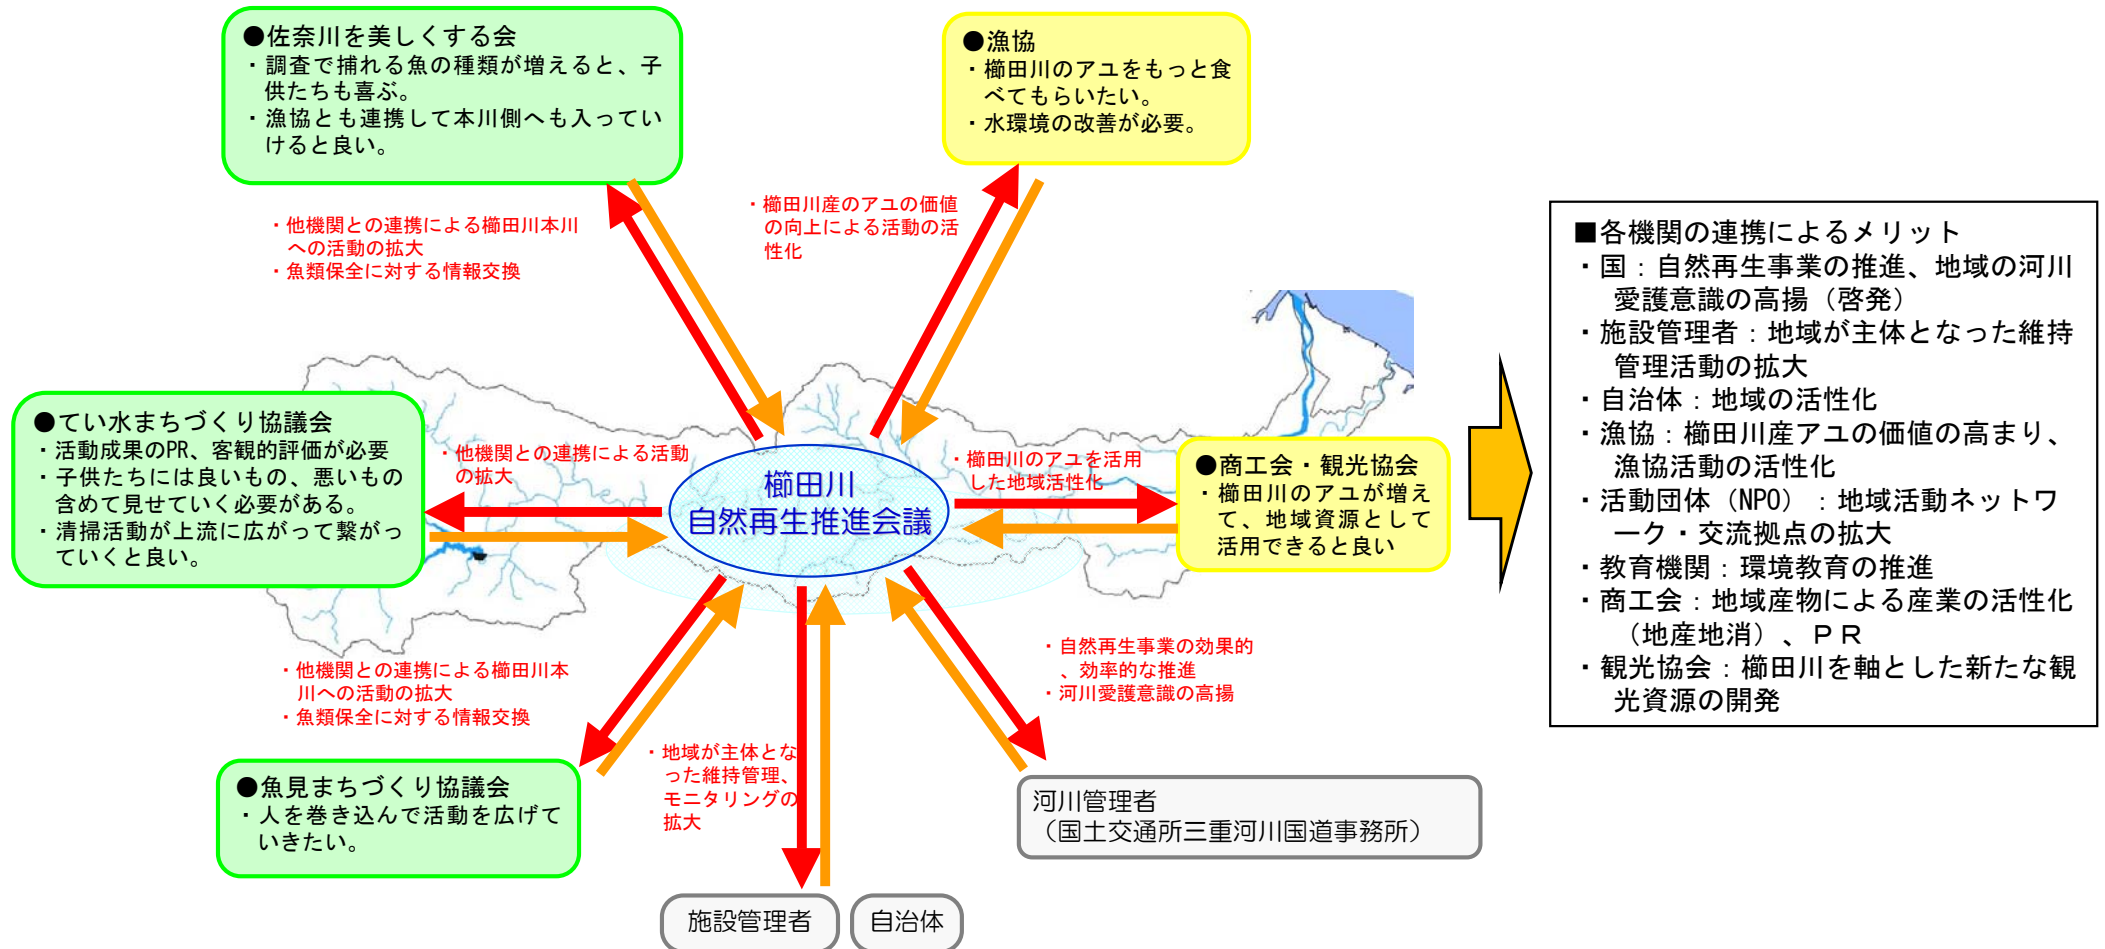 ●佐奈川を美しくする会
・調査で捕れる魚の種類が増えると、子
供たちも喜ぶ。
・漁協とも連携して本川側へも入ってい
けると良い。
●漁協
・櫛田川のアユをもっと食
べてもらいたい。
・水環境の改善が必要。
・他機関との連携による櫛田川本川
への活動の拡大
・魚類保全に対する情報交換
・櫛田川産のアユの価値
の向上による活動の活
性化
●てい水まちづくり協議会
・活動成果のPR、客観的評価が必要
・子供たちには良いもの、悪いもの
含めて見せていく必要がある。
・清掃活動が上流に広がって繋がっ
ていくと良い。
・他機関との連携による活動
の拡大
櫛田川
自然再生推進会議
・櫛田川のアユを活用
した地域活性化
●商工会・観光協会
・櫛田川のアユが増え
て、地域資源として
活用できると良い
・他機関との連携による櫛田川本
川への活動の拡大
・魚類保全に対する情報交換
・地域が主体とな
った維持管理、
モニタリングの
拡大
・自然再生事業の効果的
、効率的な推進
・河川愛護意識の高揚
●魚見まちづくり協議会
・人を巻き込んで活動を広げて
いきたい。
施設管理者
自治体
河川管理者
（国土交通所三重河川国道事務所）
■各機関の連携によるメリット
・国：自然再生事業の推進、地域の河川
愛護意識の高揚（啓発）
・施設管理者：地域が主体となった維持
管理活動の拡大
・自治体：地域の活性化
・漁協：櫛田川産アユの価値の高まり、
漁協活動の活性化
・活動団体（NPO）：地域活動ネットワ
ーク・交流拠点の拡大
・教育機関：環境教育の推進
・商工会：地域産物による産業の活性化
（地産地消）、ＰＲ
・観光協会：櫛田川を軸とした新たな観
光資源の開発